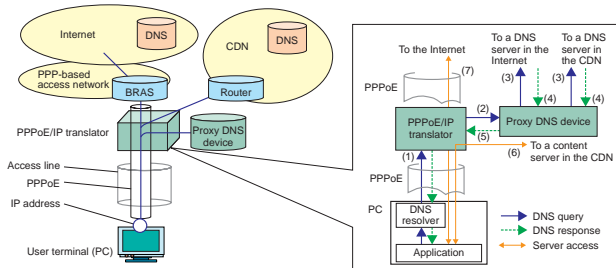 Internet
DNS
CDN
DNS
PPP-based
access network
BRAS
Router
PPPoE/IP translator
Proxy DNS
device
Access line
PPPoE
IP address
User terminal (PC)
To the Internet
(7)
PPPoE
To a DNS
server in the
Internet
To a DNS
server
in the CDN
(3)
(3)
(4)
(4)
PPPoE/IP
translator
(2)
(5)
Proxy DNS device
(6)
To a content
server in the CDN
(1)
PPPoE
PC
DNS
resolver
Application
DNS query
DNS response
Server access